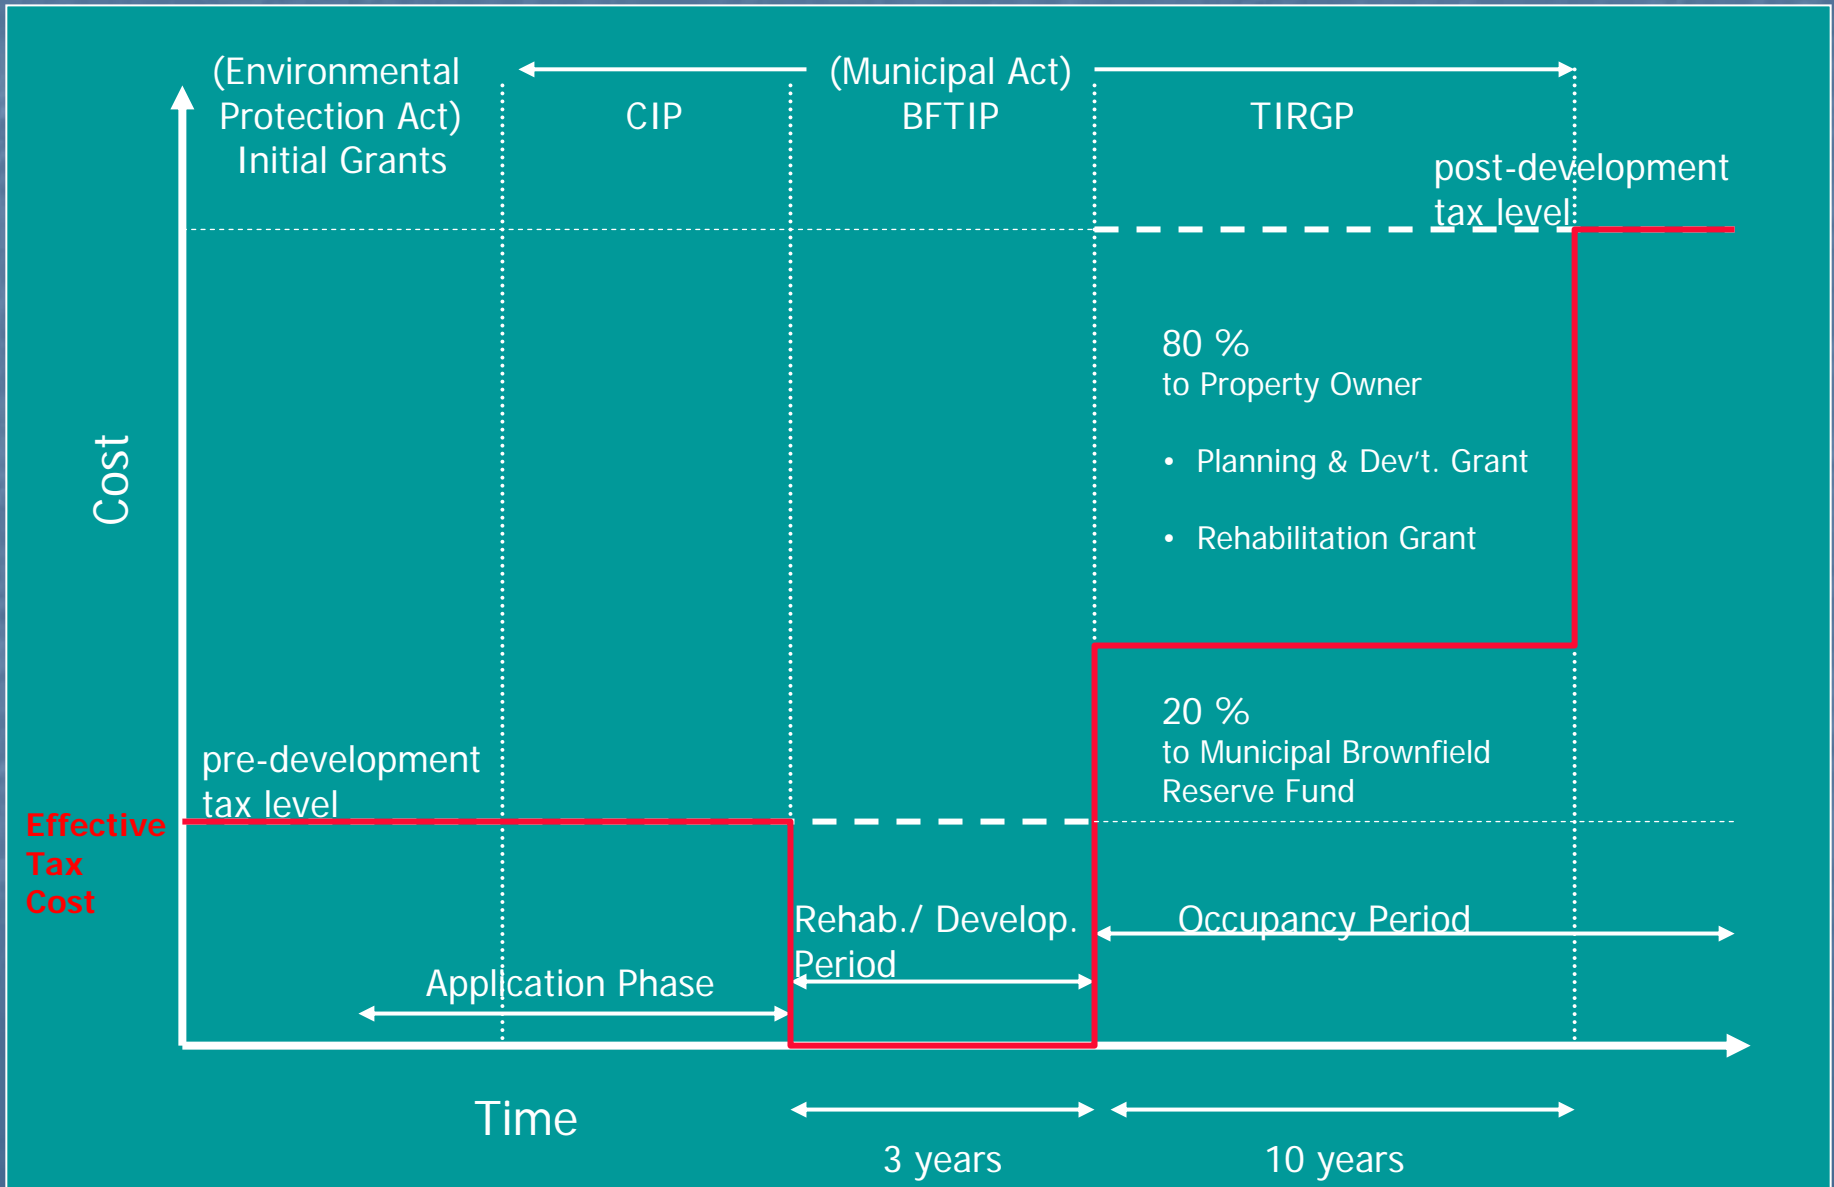 (Environmental
Protection Act)
Initial Grants
(Municipal Act)
CIP
BFTIP
TIRGP
post-development
tax level
80 %
to Property Owner
• Planning & Dev't. Grant
• Rehabilitation Grant
Cost
20 %
to Municipal Brownfield
Reserve Fund
pre-development
tax level
Effective
Tax
Cost
Rehab./ Develop.
Period
Occupancy Period
Application Phase
Time
3 years
10 years